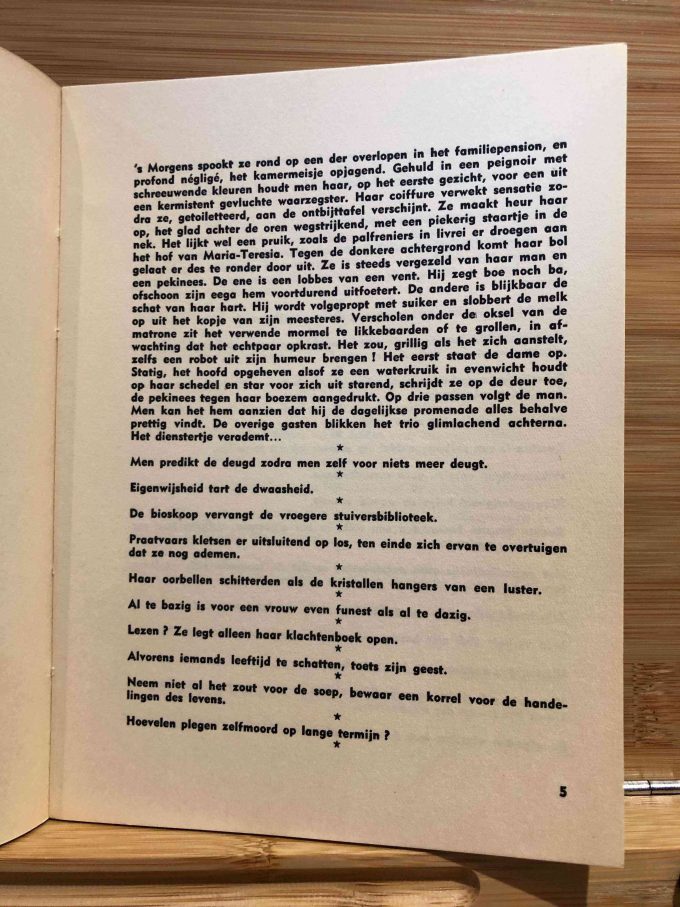 's Morgens spookt ze rond op een der overlopen in het familiepension, en
profond négligé, het kamermeisje opjagend. Gehuld in een peignoir met
schreeuwende kleuren houdt men haar, op het eerste gezicht, voor een uit
een kermistent gevluchte waarzegster. Haar coiffure verwekt sensatie zo-
dra ze, getoiletteerd, aan de ontbijttafel verschijnt. Ze maakt heur haar
op, het glad achter de oren wegstrijkend, met een piekerig staartje in de
nek. Het lijkt wel een pruik, zoals de palfreniers in livrei er droegen aan
het hof van Maria-Teresia. Tegen de donkere achtergrond komt haar bol
gelaat er des te ronder door uit. Ze is steeds vergezeld van haar man en
een pekinees. De ene is een lobbes van een vent. Hij zegt boe noch ba,
ofschoon zijn eega hem voortdurend uitfoetert. De andere is blijkbaar de
schat van haar hart. Hij wordt volgepropt met suiker en slobbert de melk
op uit het kopje van zijn meesteres. Verscholen onder de oksel van de
matrone zit het verwende mormel te likkebaarden of te grollen, in af-
wachting dat het echtpaar opkrast. Het zou, grillig als het zich aanstelt,
zelfs een robot uit zijn humeur brengen ! Het eerst staat de dame op.
Statig, het hoofd opgeheven alsof ze een waterkruik in evenwicht houdt
op haar schedel en star voor zich uit starend, schrijdt ze op de deur toe,
de pekinees tegen haar boezem aangedrukt. Op drie passen volgt de man.
Men kan het hem aanzien dat hij de dagelijkse promenade alles behalve
prettig vindt. De overige gasten blikken het trio glimlachend achterna.
Het dienstertje verademt...
★
Men predikt de deugd zodra men zelf voor niets meer deugt.
★
Eigenwijsheid tart de dwaasheid.
★
De bioskoop vervangt de vroegere stuiversbiblioteek.
★
Praatvaars kletsen er uitsluitend op los, ten einde zich ervan te overtuigen
dat ze nog ademen.
★
Haar oorbellen schitterden als de kristallen hangers van een luster.
★
Al te bazig is voor een vrouw even funest als al te dazig.
★
Lezen ? Ze legt alleen haar klachtenboek open.
★
Alvorens iemands leeftijd te schatten, toets zijn geest.
★
Neem niet al het zout voor de soep, bewaar een korrel voor de hande-
lingen des levens.
★
Hoevelen plegen zelfmoord op lange termijn ?
★
5